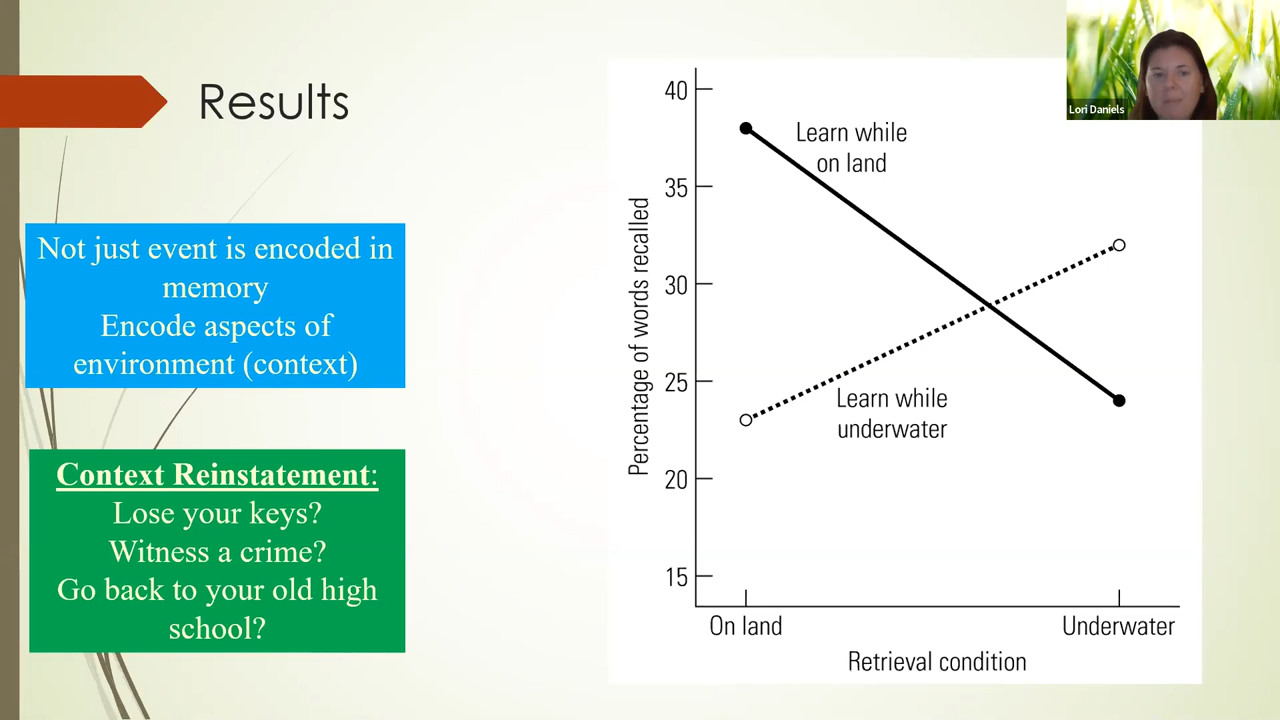 Results
Lori Daniels
Not just event is encoded in
memory
Encode aspects of
environment (context)
Context Reinstatement:
Lose your keys?
Witness a crime?
Go back to your old high
school?
Percentage of words recalled
40
35
30
25
20
15
Learn while
on land
Learn while
underwater
On land
Underwater
Retrieval condition